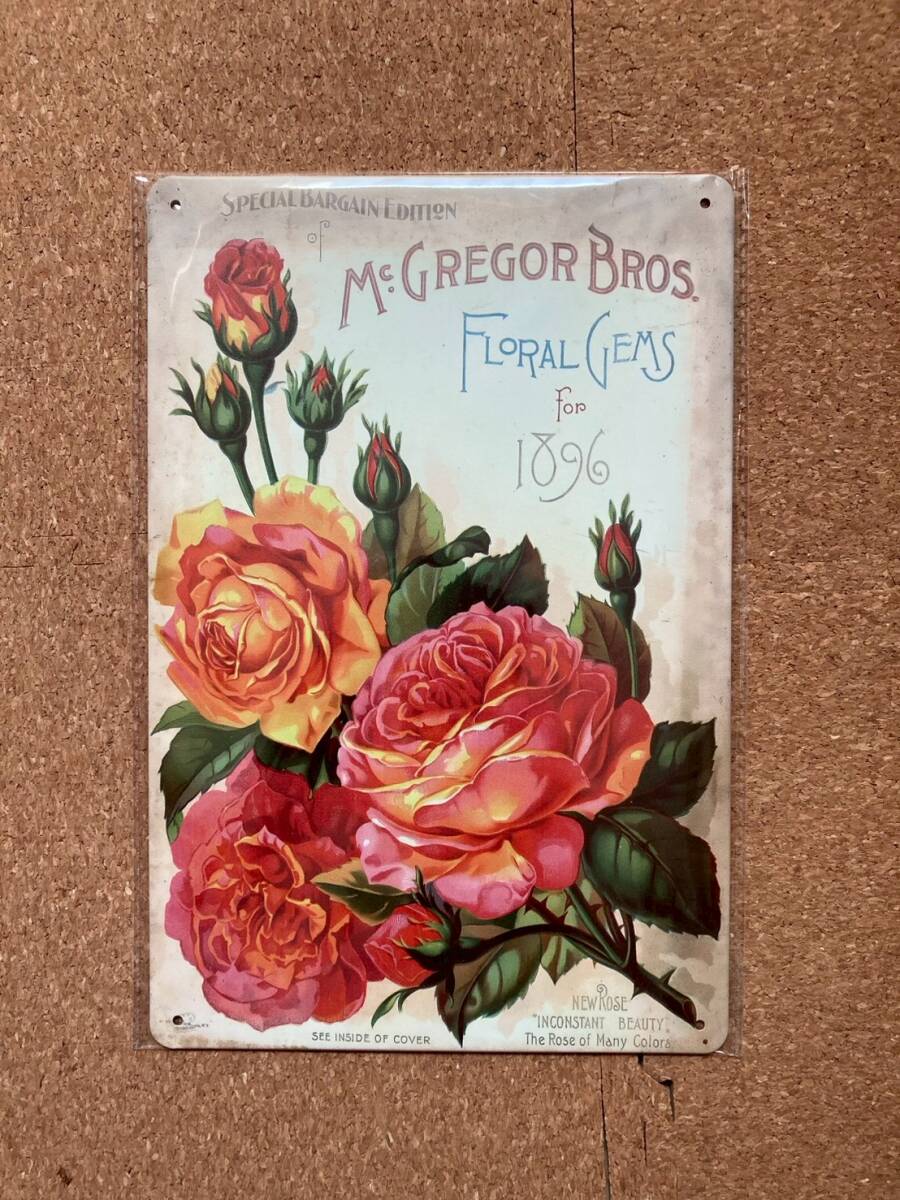 SPECIAL BARGAIN EDITION
OF
McGREGOR BROS.
FLORAL GEMS
for
1896
NEW ROSE
"INCONSTANT BEAUTY"
The Rose of Many Colors
SEE INSIDE OF COVER